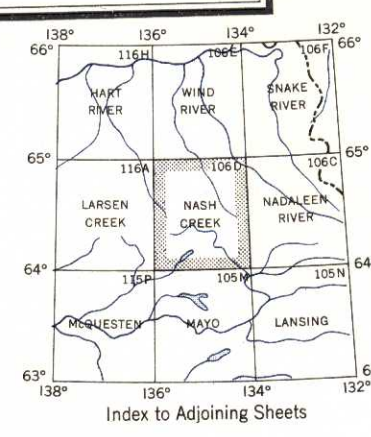 138° 136° 134° 132°
66° 116H 106E 106F 66°
HART WIND SNAKE
RIVER RIVER RIVER
65° 116A 106D 106C 65°
LARSEN NASH NADALEEN
CREEK CREEK RIVER
64° 115P 105M 105N 64
McQUESTEN MAYO LANSING
63° 6
138° 136° 134° 132°
Index to Adjoining Sheets